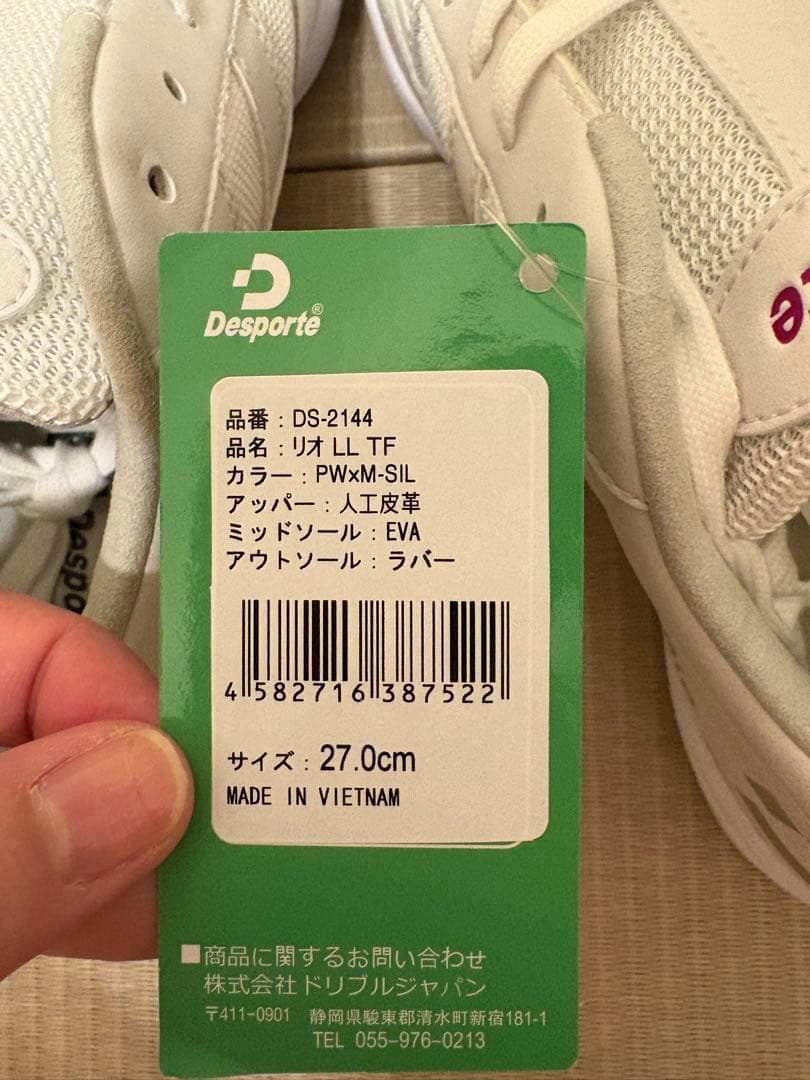 Desporte®
品番 : DS-2144
品名 : リオ LL TF
カラー : PW×M-SIL
アッパー : 人工皮革
ミッドソール : EVA
アウトソール : ラバー
4 582716 387522
サイズ : 27.0cm
MADE IN VIETNAM
■商品に関するお問い合わせ
株式会社ドリブルジャパン
〒411-0901 静岡県駿東郡清水町新宿181-1
TEL 055-976-0213